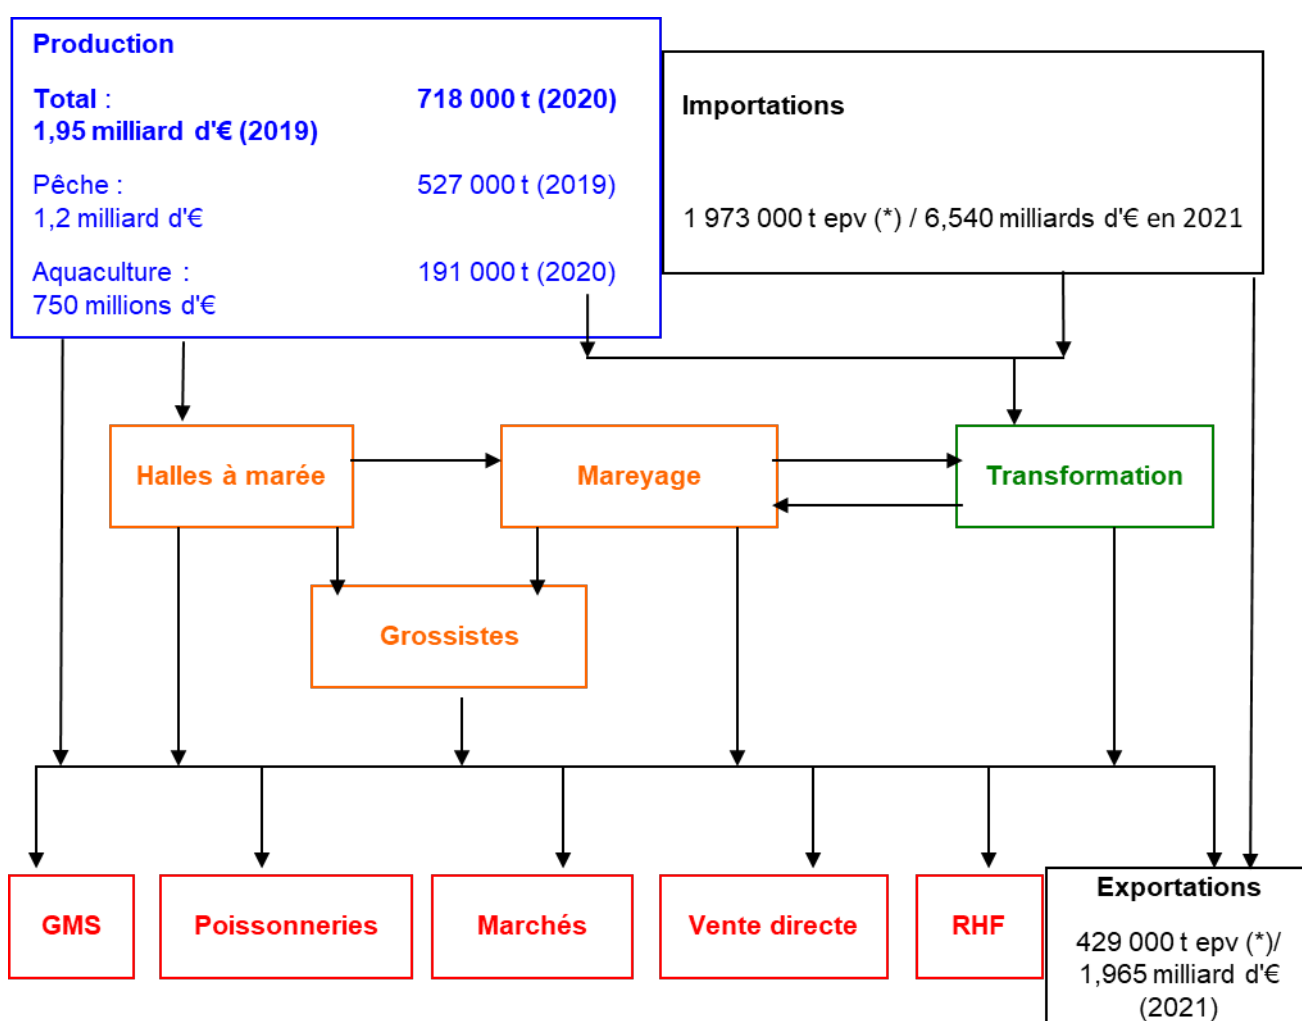 Production
Total : 718 000 t (2020)
1,95 milliard d'€ (2019)
Pêche : 527 000 t (2019)
1,2 milliard d'€
Aquaculture : 191 000 t (2020)
750 millions d'€
Importations
1 973 000 t epv (*) / 6,540 milliards d'€ en 2021
Halles à marée
Mareyage
Transformation
Grossistes
GMS
Poissonneries
Marchés
Vente directe
RHF
Exportations
429 000 t epv (*)/
1,965 milliard d'€
(2021)